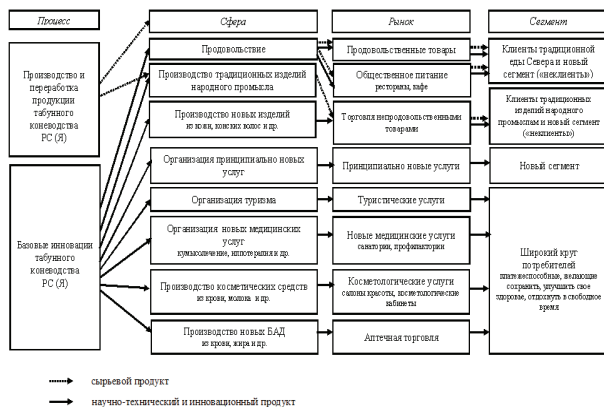 Процесс
Сфера
Рынок
Сегмент
Производство и
переработка
продукции
табунного
коневодства
РС (Я)
Базовые инновации
табунного
коневодства
РС (Я)
Продовольствие
Производство традиционных изделий
народного промысла
Производство новых изделий
из кожи, конских волос и др.
Организация принципиально новых
услуг
Организация туризма
Организация новых медицинских
услуг
кумысолечение, иппотерапия и др.
Производство косметических средств
из крови, молока и др.
Производство новых БАД
из крови, жира и др.
Продовольственные товары
Общественное питание
рестораны, кафе
Торговля непродовольственными
товарами
Принципиально новые услуги
Туристические услуги
Новые медицинские услуги
санатории, профилактории
Косметологические услуги
салоны красоты, косметологические
кабинеты
Аптечная торговля
Клиенты традиционной
еды Севера и новый
сегмент («неклиенты»)
Клиенты традиционных
изделий народного
промыслам и новый сегмент
(«неклиенты»)
Новый сегмент
Широкий круг
потребителей
платежеспособные, желающие
сохранить, улучшить свое
здоровье, отдохнуть в свободное
время
сырьевой продукт
научно-технический и инновационный продукт